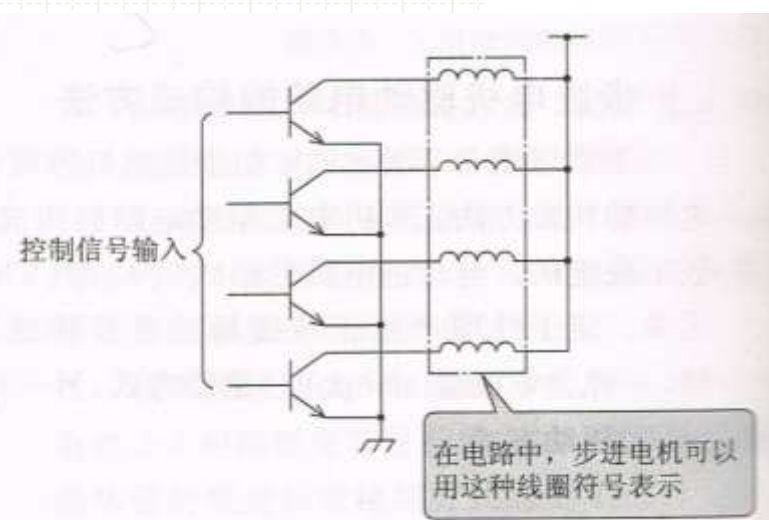 控制信号输入
在电路中，步进电机可以
用这种线圈符号表示